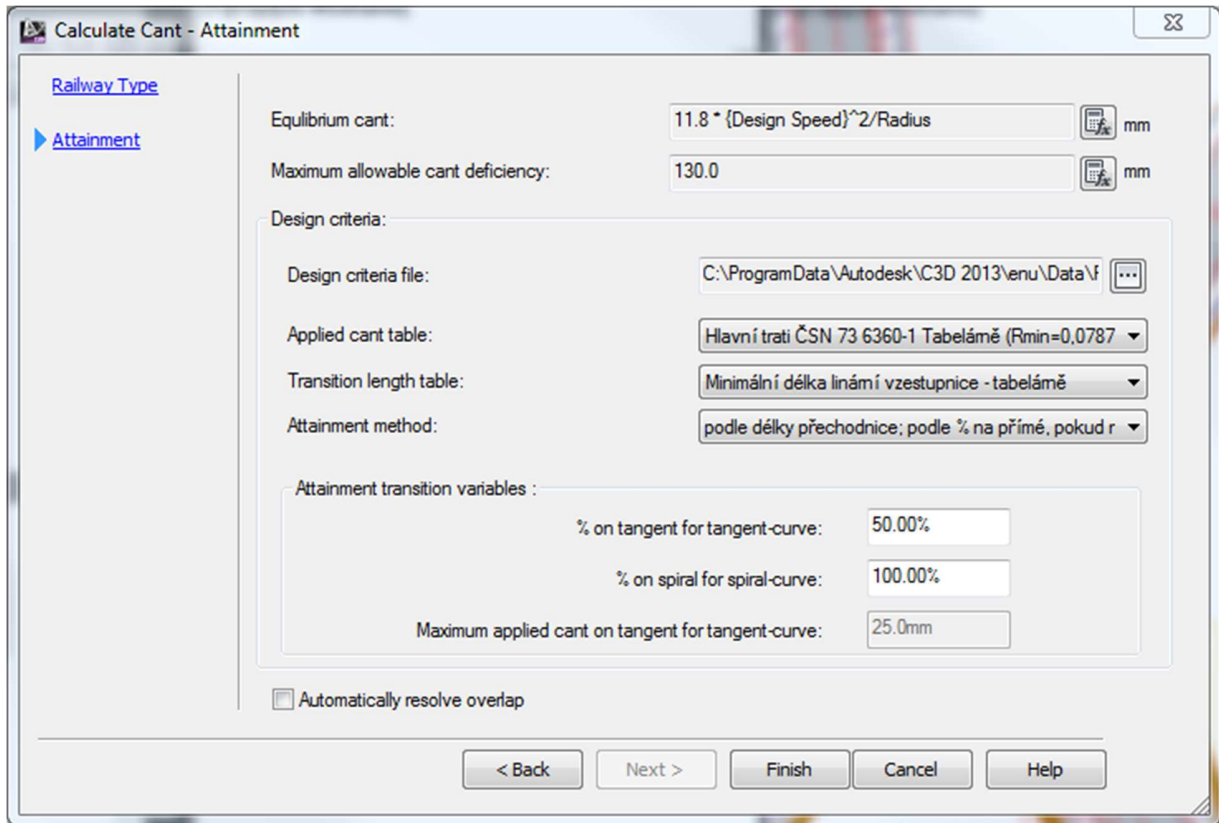 Calculate Cant - Attainment
Railway Type
Attainment
Equlibrium cant:
11.8 * {Design Speed}^2/Radius
mm
Maximum allowable cant deficiency:
130.0
mm
Design criteria:
Design criteria file:
C:\ProgramData\Autodesk\C3D 2013\enu\Data\F
...
Applied cant table:
Hlavní trati ČSN 73 6360-1 Tabelárně (Rmin=0,0787
Transition length table:
Minimální délka linární vzestupnice - tabelárně
Attainment method:
podle délky přechodnice; podle % na přímé, pokud r
Attainment transition variables :
% on tangent for tangent-curve:
50.00%
% on spiral for spiral-curve:
100.00%
Maximum applied cant on tangent for tangent-curve:
25.0mm
Automatically resolve overlap
< Back
Next >
Finish
Cancel
Help